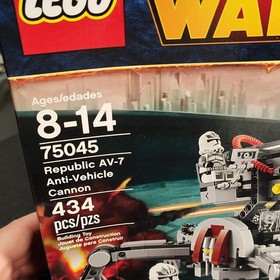 LEGO
WAR
Ages/edades
8-14
75045
Republic AV-7
Anti-Vehicle
Cannon
434
pcs/pzs
Building Toy
Jouet de Construction
Juguete para Construir